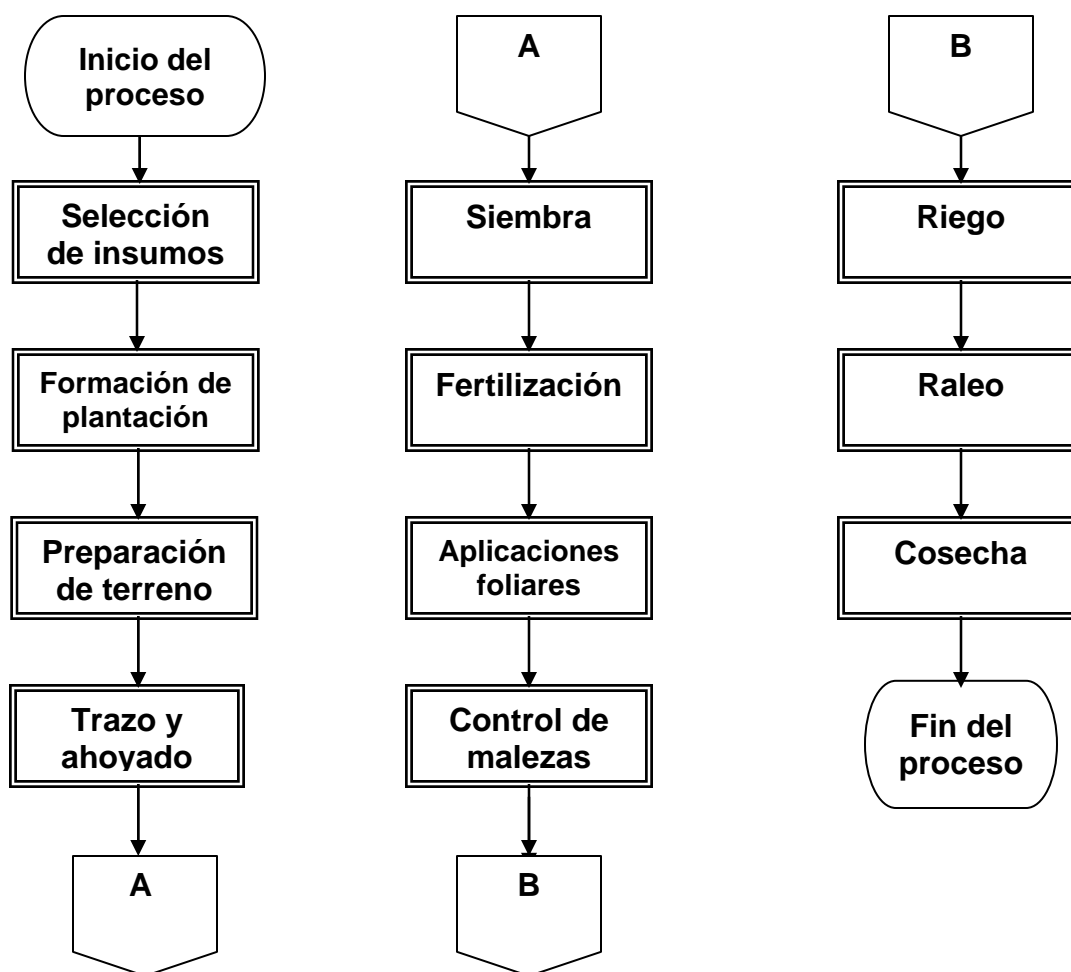 Inicio del
proceso
Selección
de insumos
Formación de
plantación
Preparación
de terreno
Trazo y
ahoyado
A
A
Siembra
Fertilización
Aplicaciones
foliares
Control de
malezas
B
B
Riego
Raleo
Cosecha
Fin del
proceso